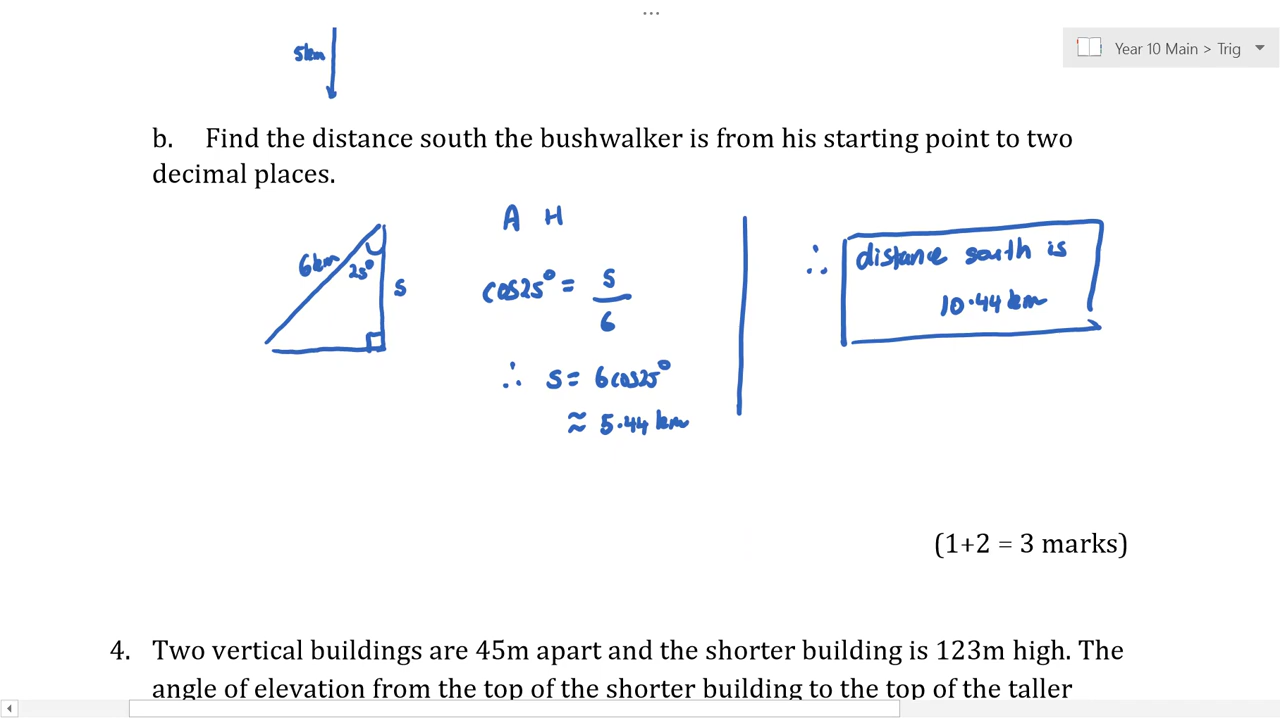 ...
Year 10 Main > Trig
5km
b. Find the distance south the bushwalker is from his starting point to two
decimal places.
A H
6km
25°
s
cos25° = s/6
∴ s = 6cos25°
≈ 5.44 km
∴ distance south is
10.44 km
(1+2 = 3 marks)
4. Two vertical buildings are 45m apart and the shorter building is 123m high. The
angle of elevation from the top of the shorter building to the top of the taller